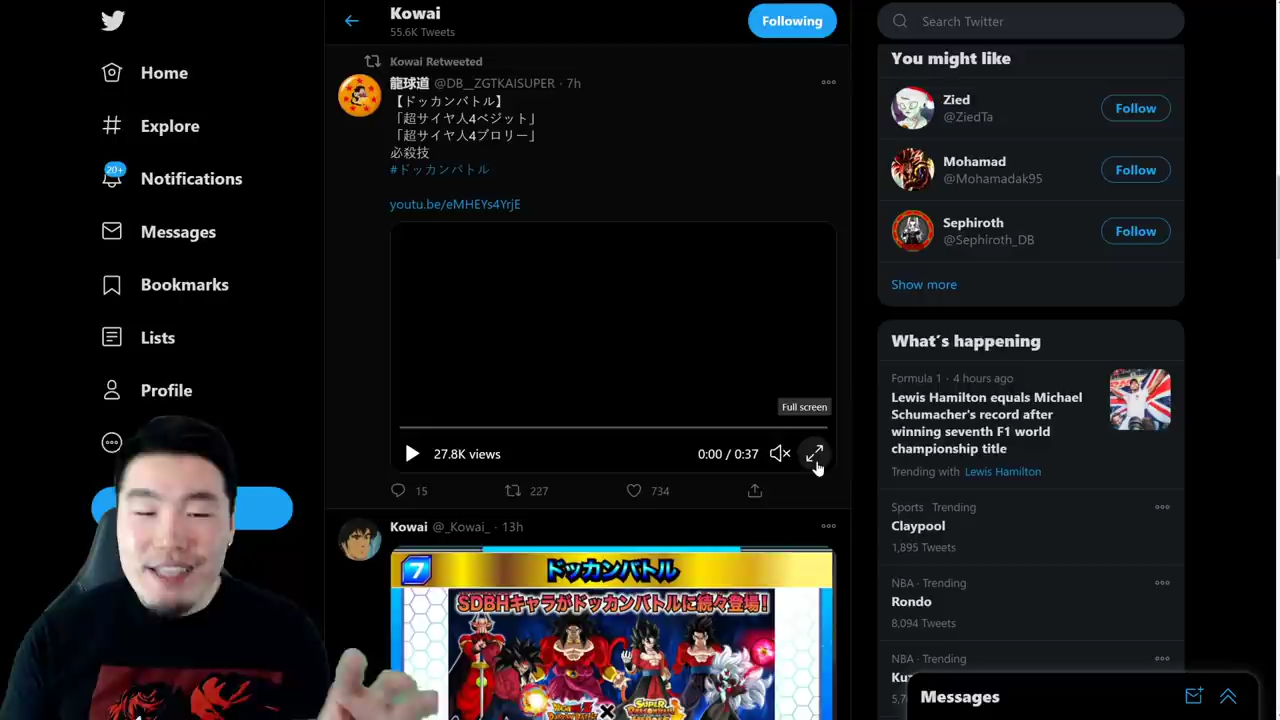 Home
Explore
20+
Notifications
Messages
Bookmarks
Lists
Profile
Kowai
55.6K Tweets
Following
Kowai Retweeted
龍球道 @DB__ZGTKAISUPER · 7h
【ドッカンバトル】
「超サイヤ人4ベジット」
「超サイヤ人4ブロリー」
必殺技
#ドッカンバトル
youtu.be/eMHEYs4YrjE
Full screen
27.8K views
0:00 / 0:37
15
227
734
Kowai @_Kowai_ · 13h
7
ドッカンバトル
SDBHキャラがドッカンバトルに続々登場!
Search Twitter
You might like
Zied
@ZiedTa
Follow
Mohamad
@Mohamadak95
Follow
Sephiroth
@Sephiroth_DB
Follow
Show more
What's happening
Formula 1 · 4 hours ago
Lewis Hamilton equals Michael
Schumacher's record after
winning seventh F1 world
championship title
Trending with Lewis Hamilton
Sports · Trending
Claypool
1,895 Tweets
NBA · Trending
Rondo
8,094 Tweets
NBA · Trending
Messages